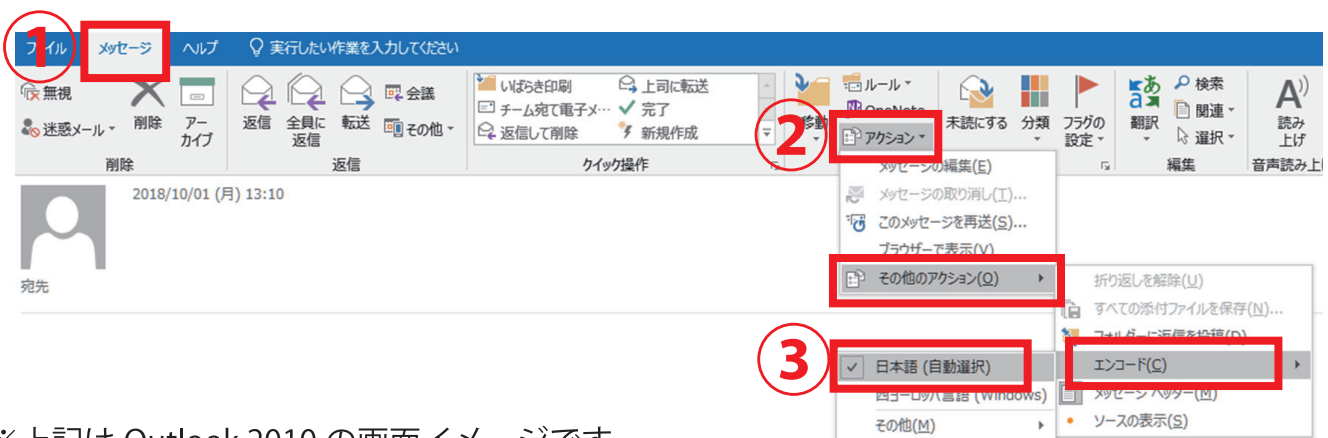 ①
ファイル メッセージ ヘルプ 実行したい作業を入力してください
無視 削除 アーカイブ
迷惑メール
削除
返信 全員に返信 転送 会議
その他
返信
いばらき印刷 上司に転送
チーム宛て電子メ… 完了
返信して削除 新規作成
クイック操作
②
移動 ルール
OneNote
アクション
未読にする 分類 フラグの設定
翻訳 検索
関連
選択
編集
読み上げ
音声読み上
2018/10/01 (月) 13:10
宛先
メッセージの編集(E)
メッセージの取り消し(T)...
このメッセージを再送(S)...
ブラウザーで表示(V)
その他のアクション(O)
折り返しを解除(U)
すべての添付ファイルを保存(N)...
フォルダーに返信を投稿(D)
エンコード(C)
メッセージ ヘッダー(M)
ソースの表示(S)
③
日本語 (自動選択)
西ヨーロッパ言語 (Windows)
その他(M)
※上記は Outlook 2010 の画面イメージです